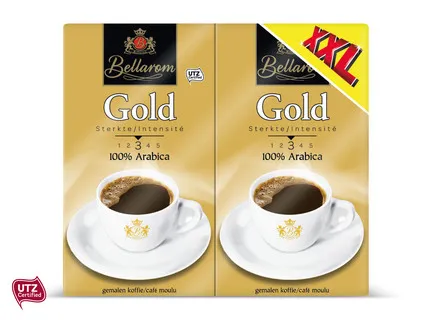 Bellarom
UTZ
Gold
Sterkte/Intensité
1 2 3 4 5
100% Arabica
gemalen koffie/café moulu
Bellarom
XXL
Gold
Sterkte/Intensité
1 2 3 4 5
100% Arabica
gemalen koffie/café moulu
UTZ
Certified